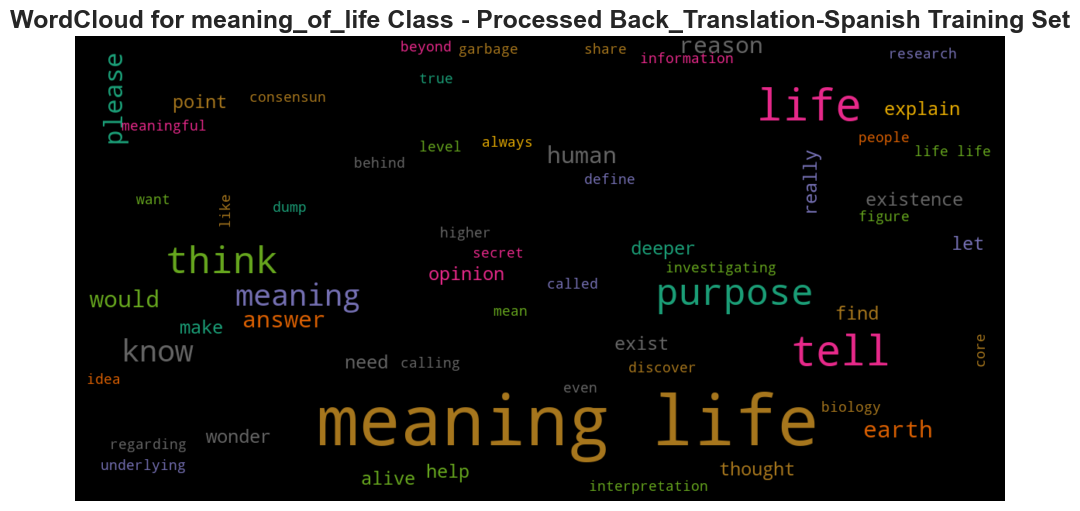 WordCloud for meaning_of_life Class - Processed Back_Translation-Spanish Training Set
beyond
garbage
share
reason
information
research
please
true
point
consensun
life
explain
meaningful
people
level
always
human
life life
behind
define
really
want
like
dump
existence
figure
higher
let
think
secret
deeper
opinion
investigating
would
meaning
called
purpose
make
answer
mean
find
know
need
calling
exist
discover
tell
core
idea
even
meaning life
biology
regarding
wonder
earth
underlying
alive
help
thought
interpretation